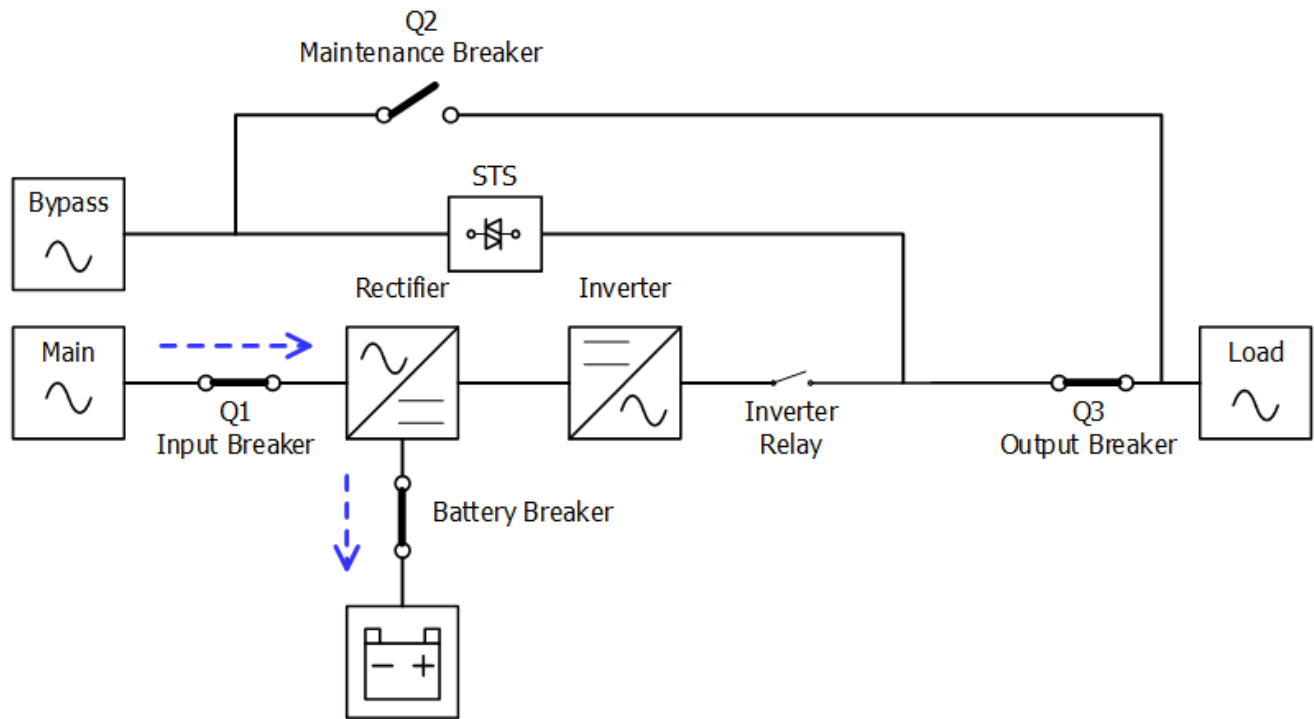 Q2
Maintenance Breaker
STS
Bypass
Rectifier
Inverter
Main
Load
Q1
Input Breaker
Inverter
Relay
Q3
Output Breaker
Battery Breaker